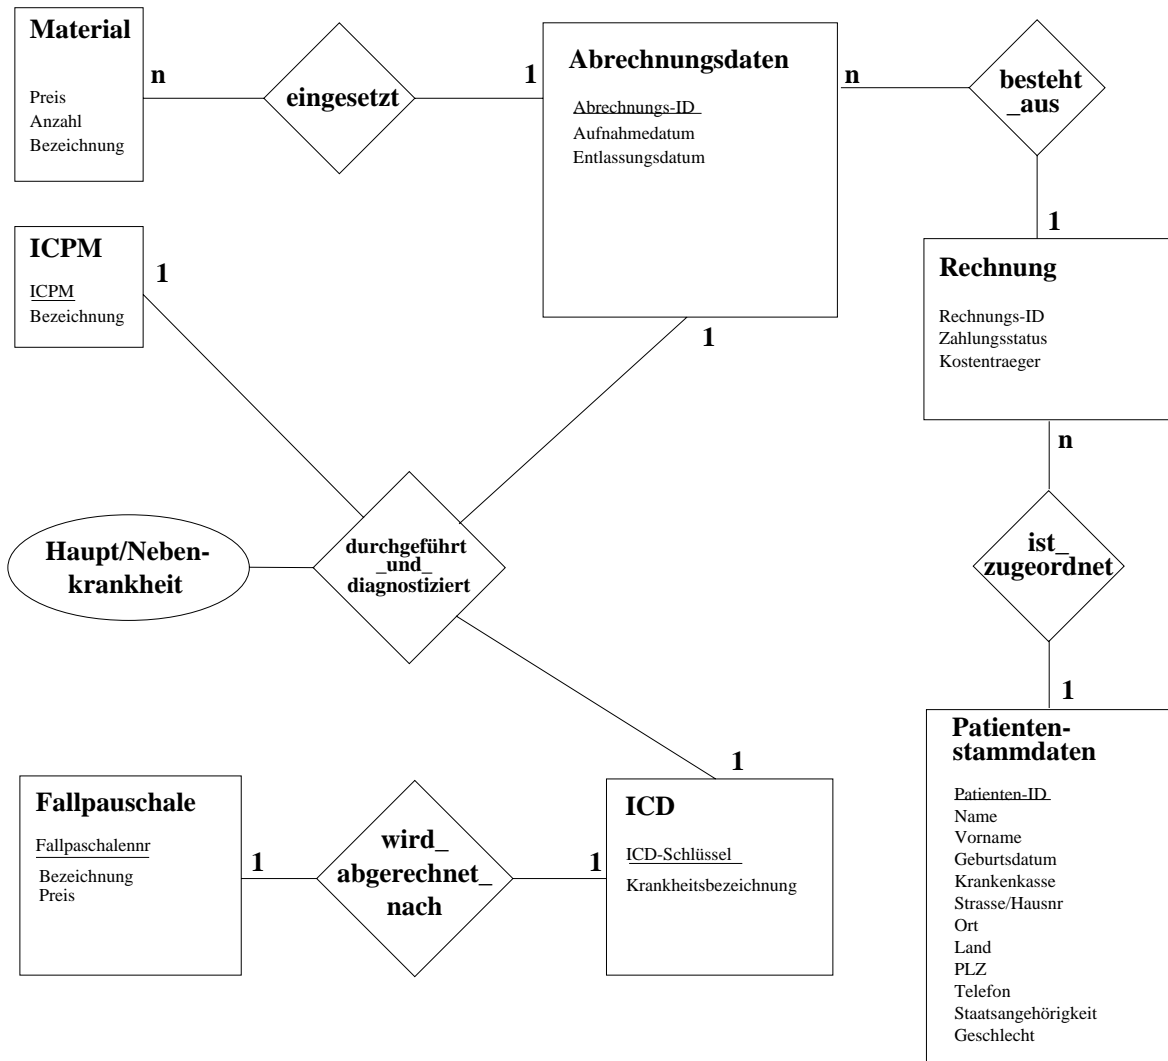 Material
Preis
Anzahl
Bezeichnung
n
eingesetzt
1
Abrechnungsdaten
Abrechnungs-ID
Aufnahmedatum
Entlassungsdatum
n
besteht
_aus
1
ICPM
ICPM
Bezeichnung
1
1
Rechnung
Rechnungs-ID
Zahlungsstatus
Kostentraeger
n
Haupt/Neben-
krankheit
durchgeführt
_und_
diagnostiziert
ist_
zugeordnet
1
1
Fallpauschale
Fallpaschalennr
Bezeichnung
Preis
1
wird_
abgerechnet_
nach
1
ICD
ICD-Schlüssel
Krankheitsbezeichnung
Patienten-
stammdaten
Patienten-ID
Name
Vorname
Geburtsdatum
Krankenkasse
Strasse/Hausnr
Ort
Land
PLZ
Telefon
Staatsangehörigkeit
Geschlecht